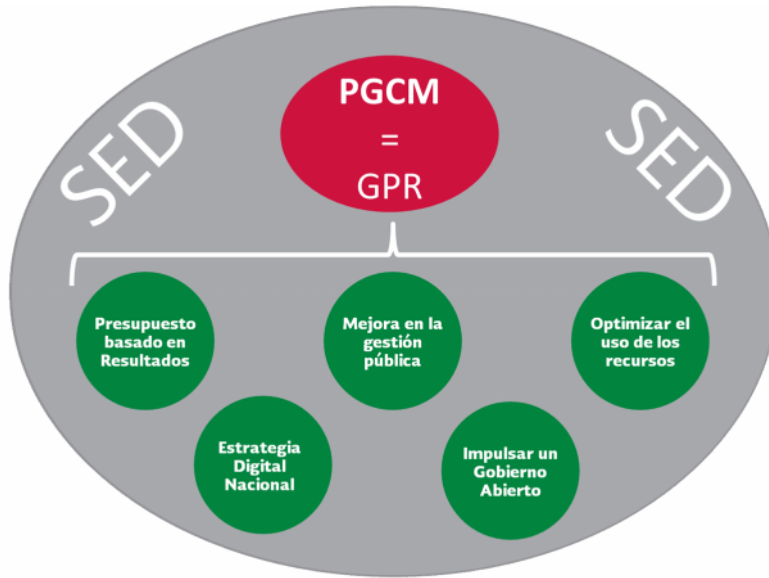 SED
PGCM
=
GPR
SED
Presupuesto
basado en
Resultados
Mejora en la
gestión
pública
Optimizar el
uso de los
recursos
Estrategia
Digital
Nacional
Impulsar un
Gobierno
Abierto